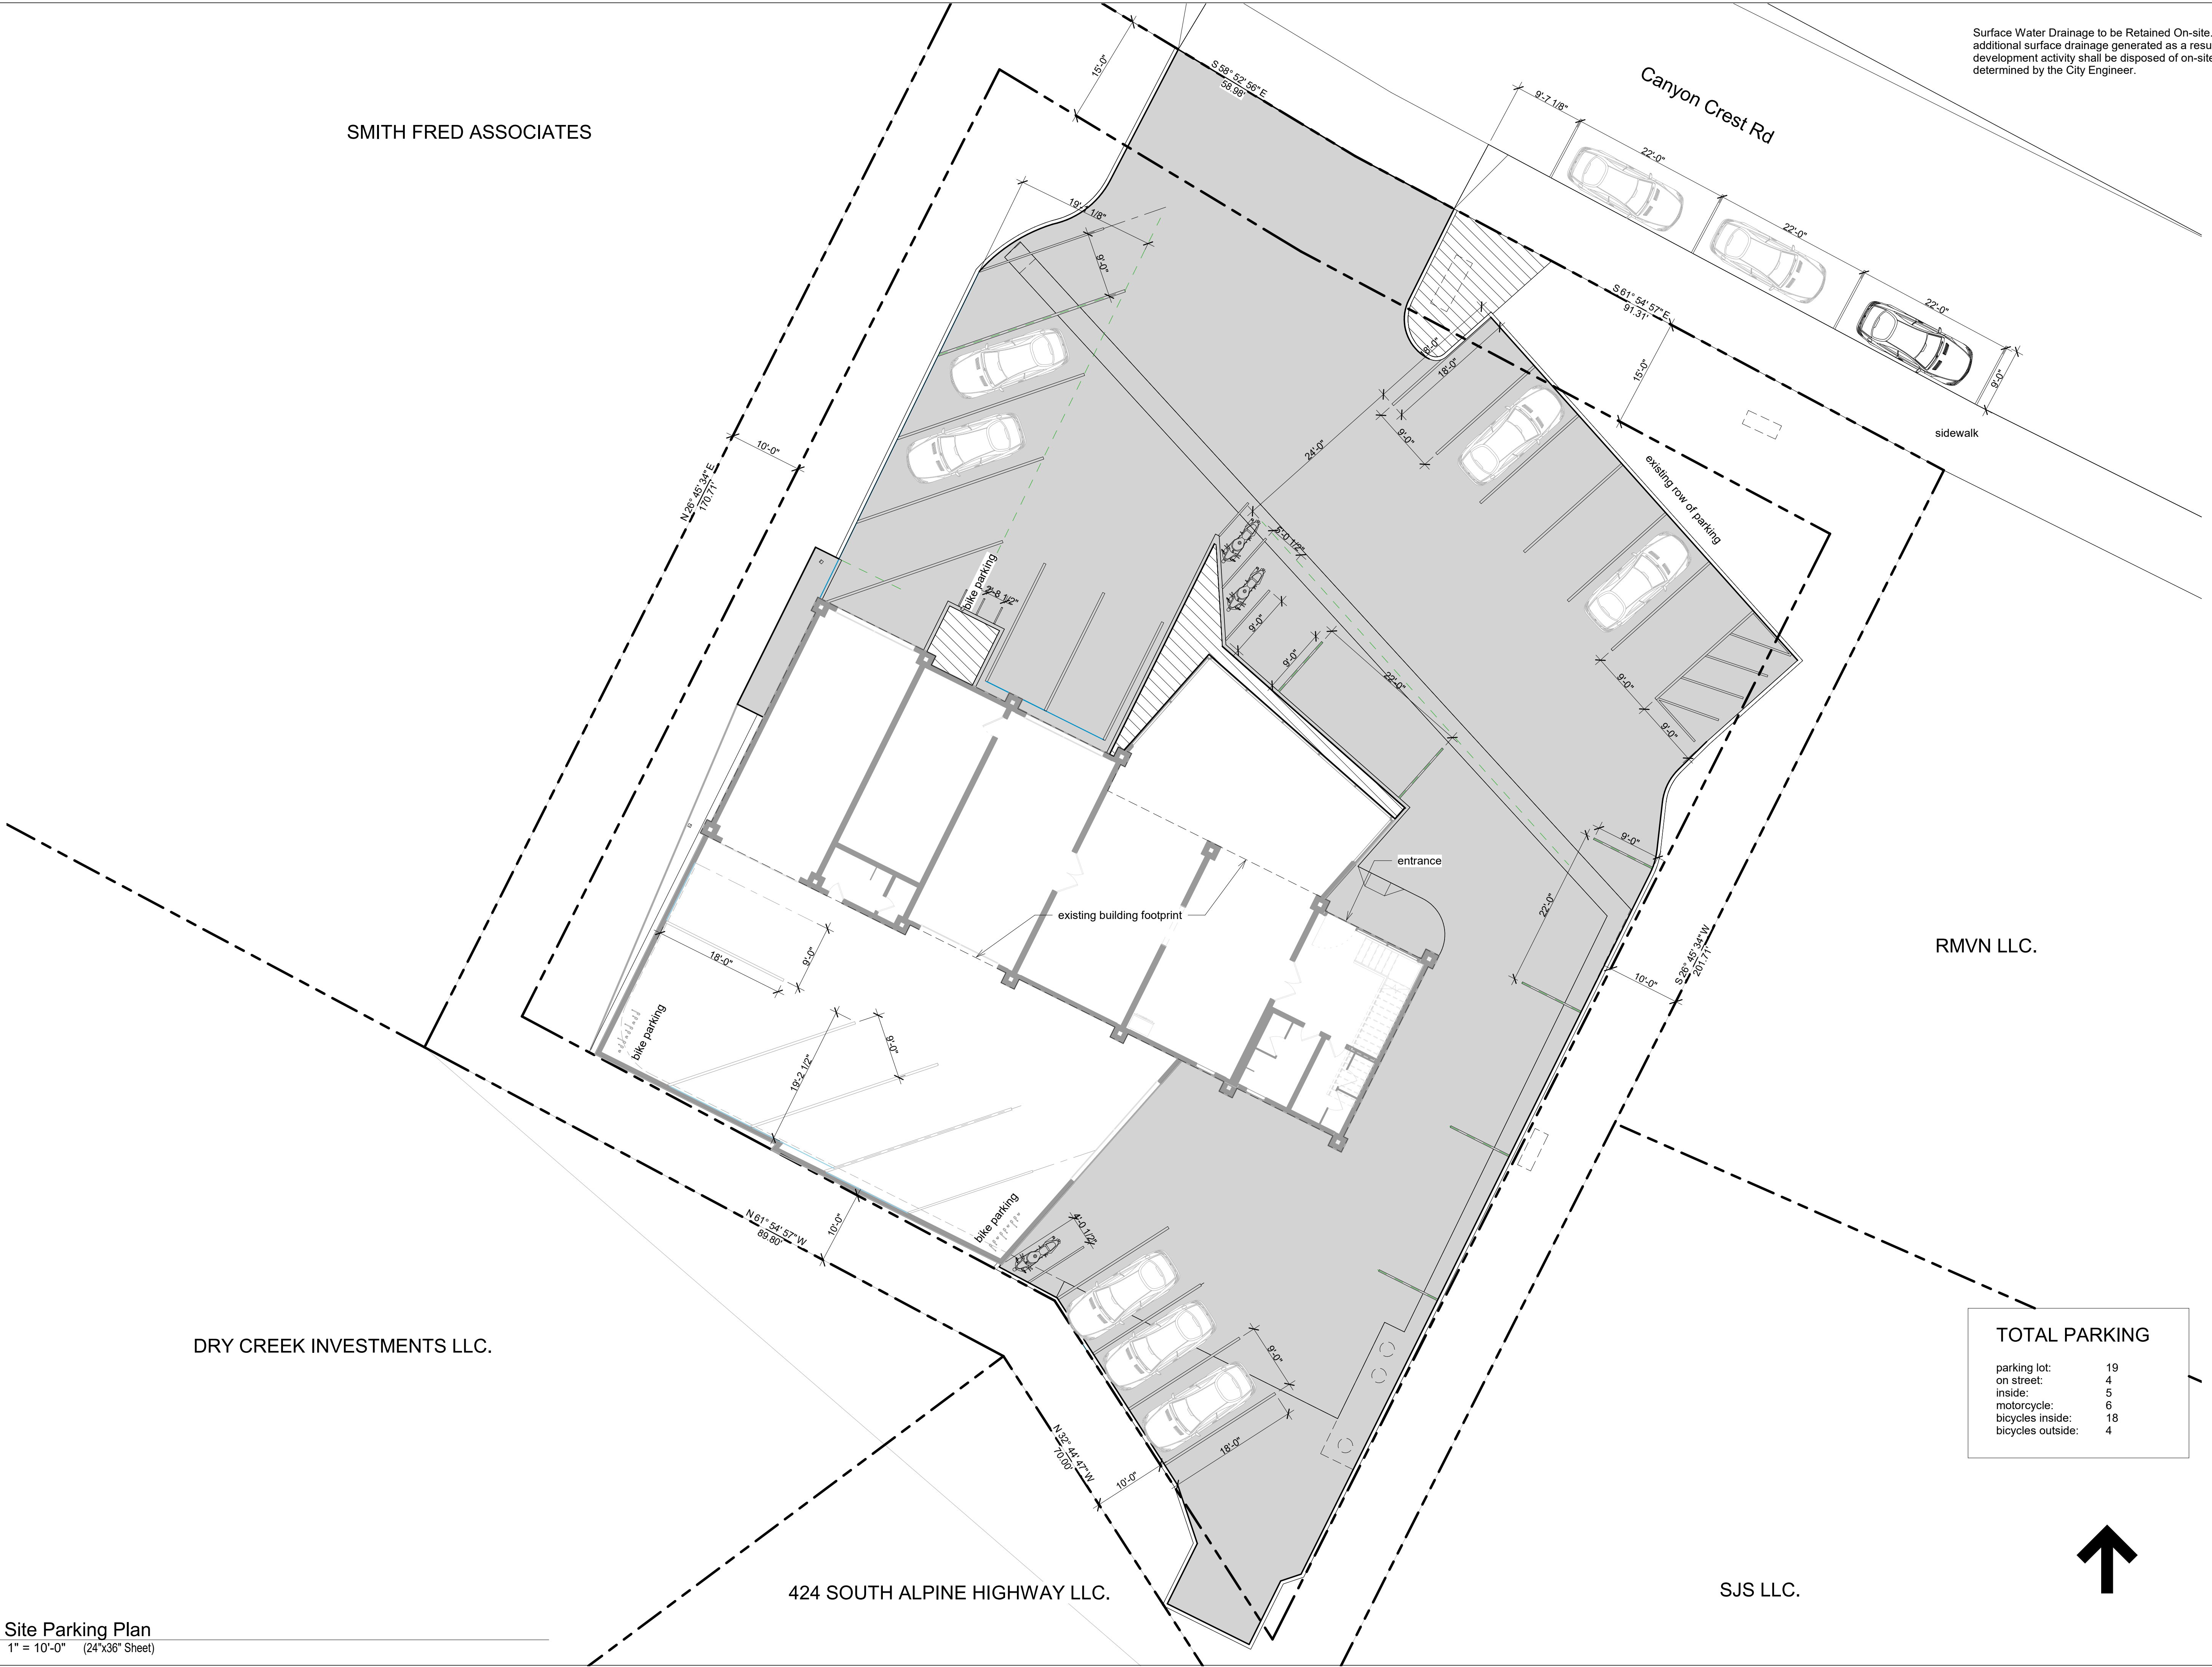 Surface Water Drainage to be Retained On-site.
additional surface drainage generated as a resu
development activity shall be disposed of on-site
determined by the City Engineer.
15'-0"
S 58° 52' 56" E
58.98'
Canyon Crest Rd
9'-7 1/8"
22'-0"
22'-0"
22'-0"
9'-0"
SMITH FRED ASSOCIATES
9'-0"
S 61° 54' 57" E
91.31'
15'-0"
sidewalk
18'-0"
9'-0"
24'-0"
existing row of parking
10'-0"
N 26° 45' 34" E
170.71'
bike parking
9'-0"
9'-0"
22'-0"
9'-0"
9'-0"
9'-0"
22'-0"
entrance
existing building footprint
RMVN LLC.
S 26° 45' 34" W
201.71'
10'-0"
18'-0"
9'-0"
bike parking
19'-2 1/2"
9'-0"
bike parking
4'-0 1/2"
N 61° 54' 57" W
89.80'
10'-0"
9'-0"
18'-0"
N 32° 44' 47" W
70.00'
10'-0"
DRY CREEK INVESTMENTS LLC.
TOTAL PARKING
parking lot: 19
on street: 4
inside: 5
motorcycle: 6
bicycles inside: 18
bicycles outside: 4
424 SOUTH ALPINE HIGHWAY LLC.
SJS LLC.
Site Parking Plan
1" = 10'-0" (24"x36" Sheet)